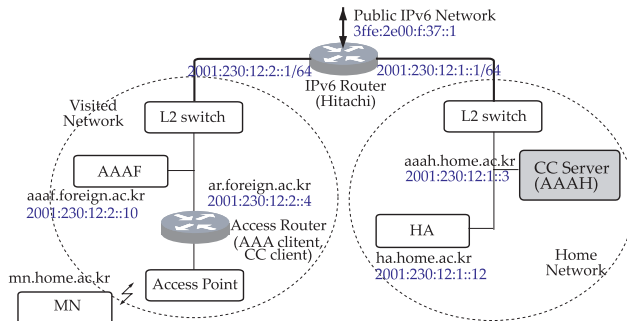 Public IPv6 Network
3ffe:2e00:f:37::1
2001:230:12:2::1/64
2001:230:12:1::1/64
IPv6 Router
(Hitachi)
Visited
Network
L2 switch
L2 switch
AAAF
aaaf.foreign.ac.kr
2001:230:12:2::10
ar.foreign.ac.kr
2001:230:12:2::4
aaah.home.ac.kr
2001:230:12:1::3
CC Server
(AAAH)
Access Router
(AAA clitent,
CC client)
HA
ha.home.ac.kr
2001:230:12:1::12
Home
Network
mn.home.ac.kr
Access Point
MN